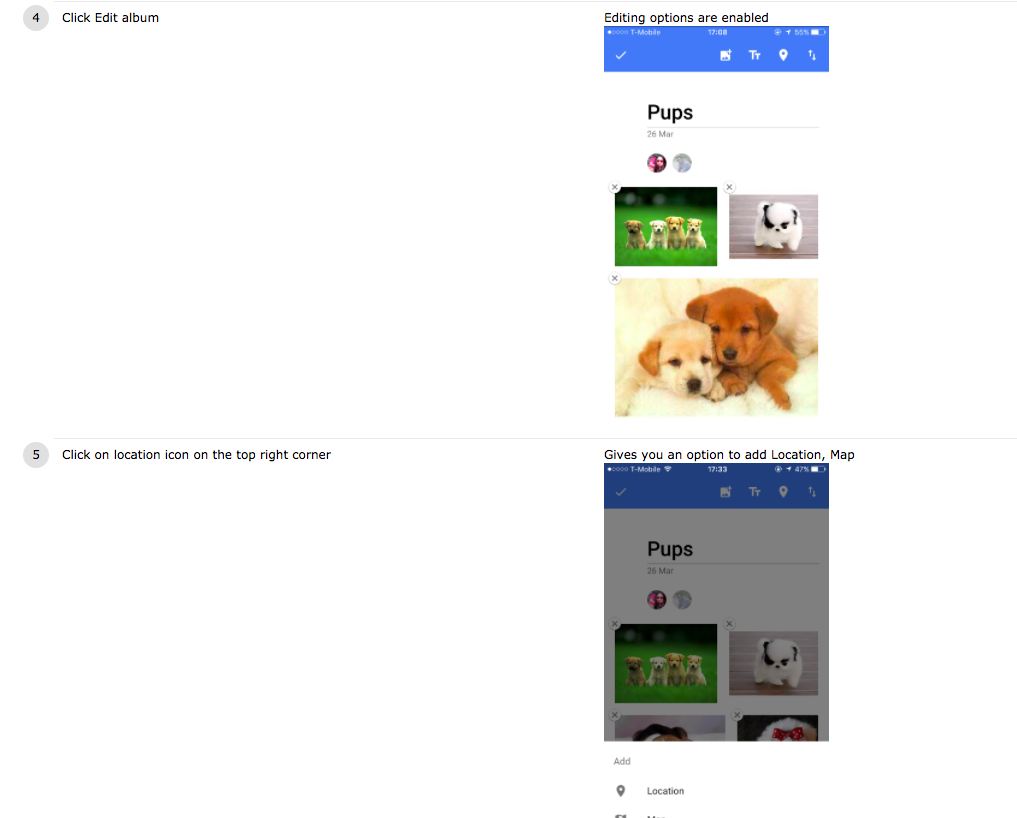 4 Click Edit album
Editing options are enabled
T-Mobile 17:08 55%
Tт
Pups
26 Mar
5 Click on location icon on the top right corner
Gives you an option to add Location, Map
T-Mobile 17:33 47%
Tт
Pups
26 Mar
Add
Location